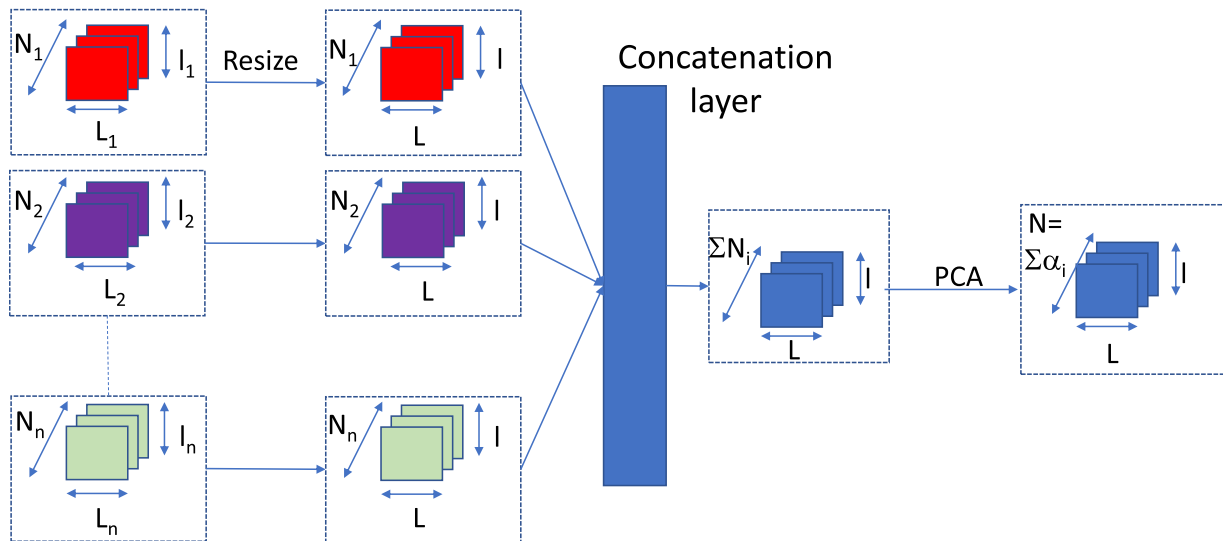 N₁
l₁
L₁
Resize
N₁
l
L
Concatenation
layer
N₂
l₂
L₂
N₂
l
L
ΣNᵢ
l
L
PCA
N=
Σαᵢ
l
L
Nₙ
lₙ
Lₙ
Nₙ
l
L